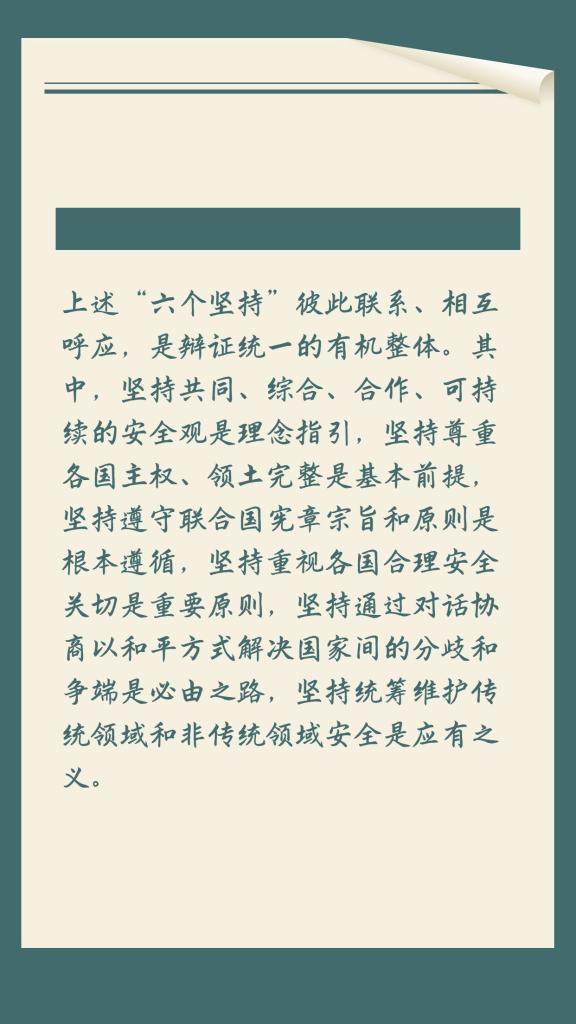 上述“六个坚持”彼此联系、相互
呼应，是辩证统一的有机整体。其
中，坚持共同、综合、合作、可持
续的安全观是理念指引，坚持尊重
各国主权、领土完整是基本前提，
坚持遵守联合国宪章宗旨和原则是
根本遵循，坚持重视各国合理安全
关切是重要原则，坚持通过对话协
商以和平方式解决国家间的分歧和
争端是必由之路，坚持统筹维护传
统领域和非传统领域安全是应有之
义。